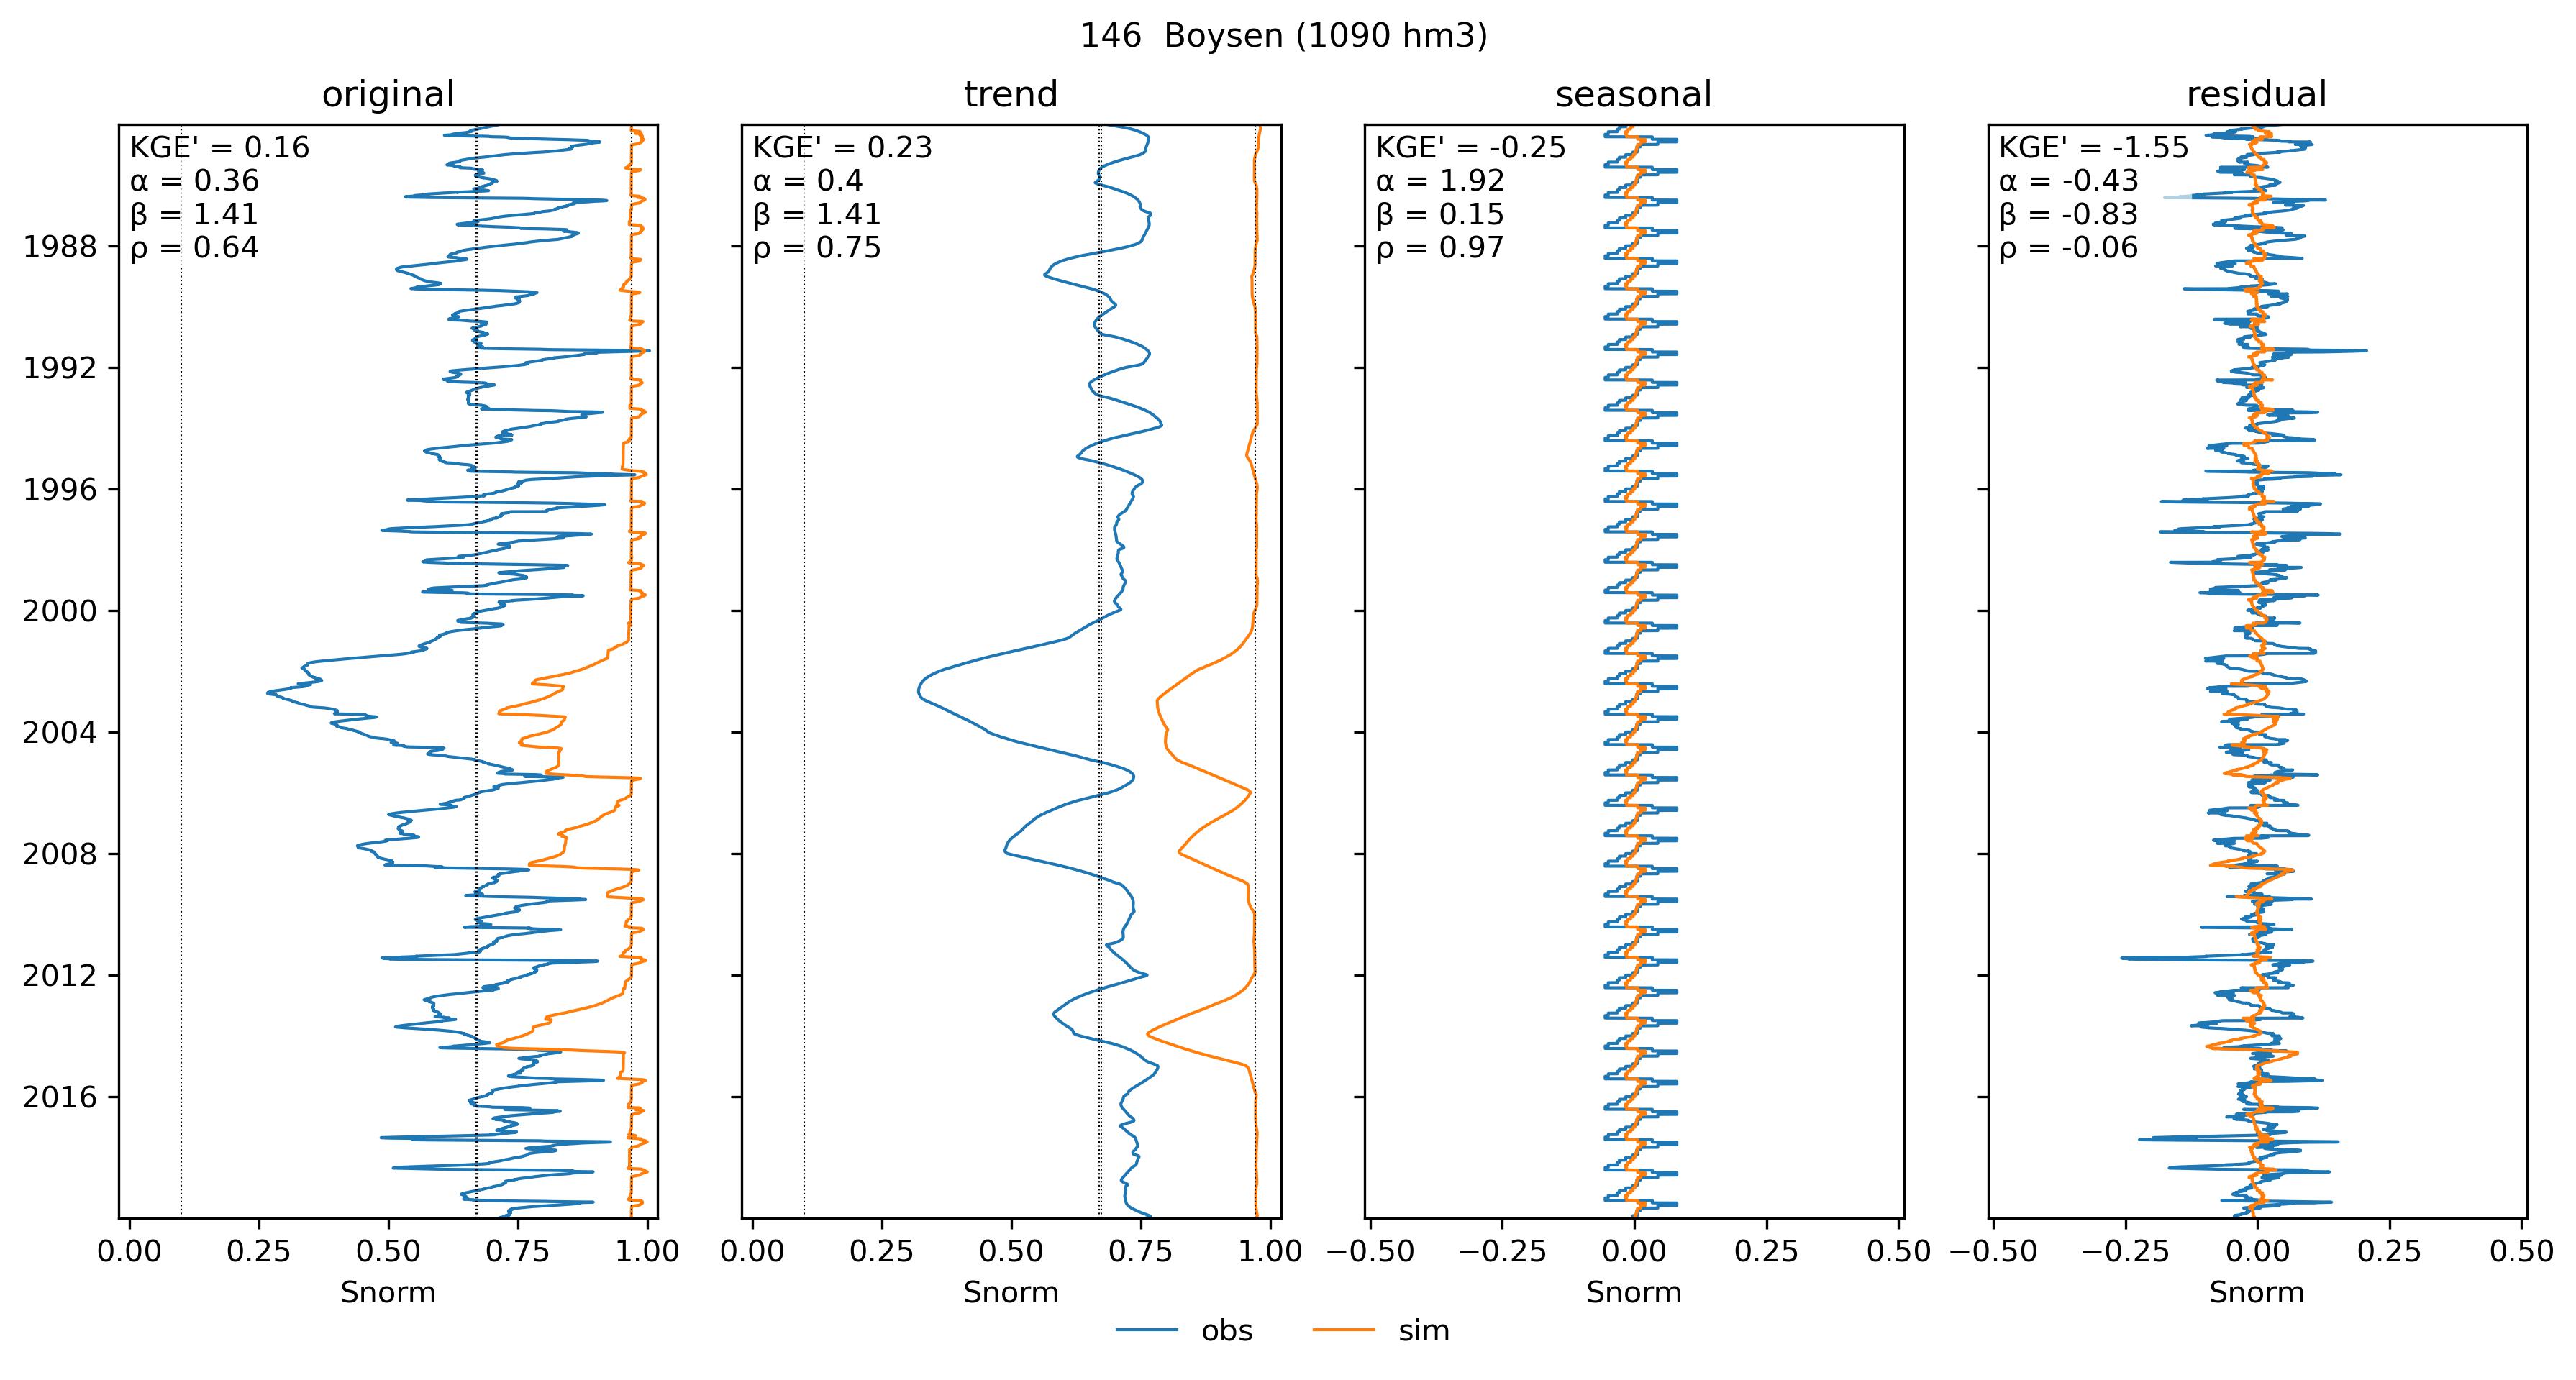 146  Boysen (1090 hm3)
original
trend
seasonal
residual
KGE' = 0.16
α = 0.36
β = 1.41
ρ = 0.64
KGE' = 0.23
α = 0.4
β = 1.41
ρ = 0.75
KGE' = -0.25
α = 1.92
β = 0.15
ρ = 0.97
KGE' = -1.55
α = -0.43
β = -0.83
ρ = -0.06
1988
1992
1996
2000
2004
2008
2012
2016
0.00 0.25 0.50 0.75 1.00
0.00 0.25 0.50 0.75 1.00
−0.50 −0.25 0.00 0.25 0.50
−0.50 −0.25 0.00 0.25 0.50
Snorm
Snorm
Snorm
Snorm
obs
sim